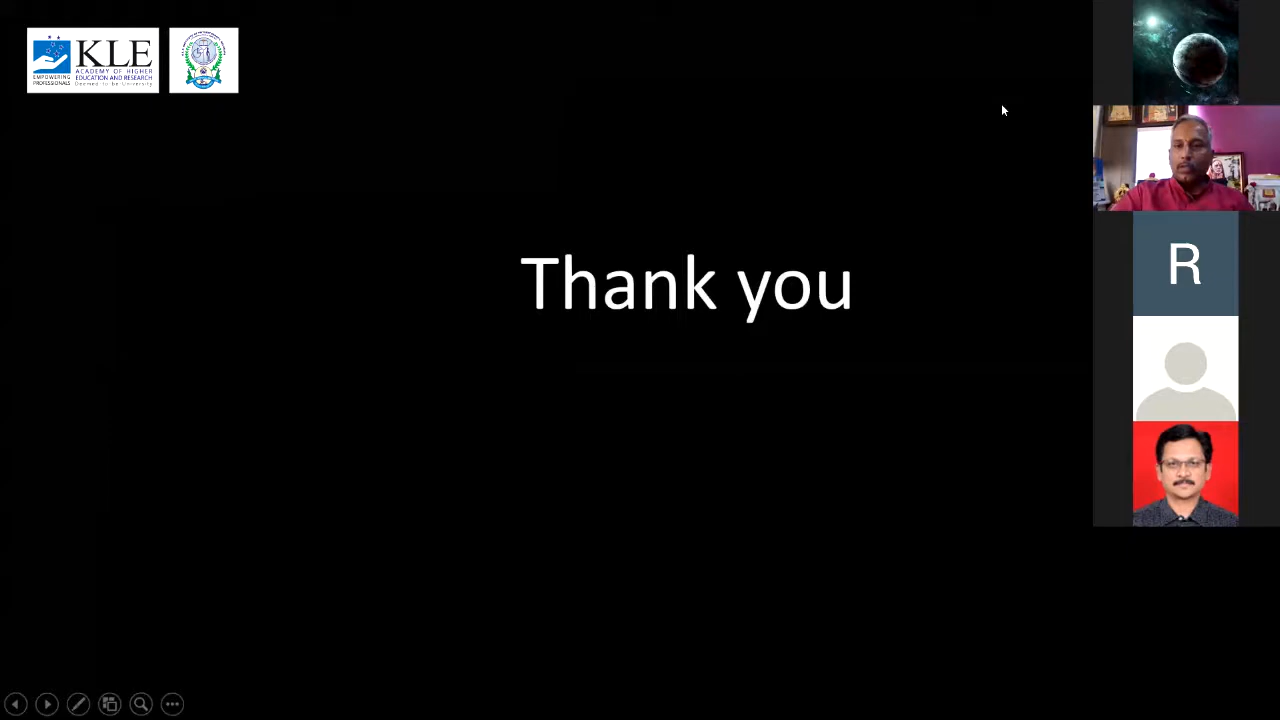 KLE
ACADEMY OF HIGHER
EDUCATION AND RESEARCH
Deemed-to-be-University
EMPOWERING
PROFESSIONALS
Thank you
R